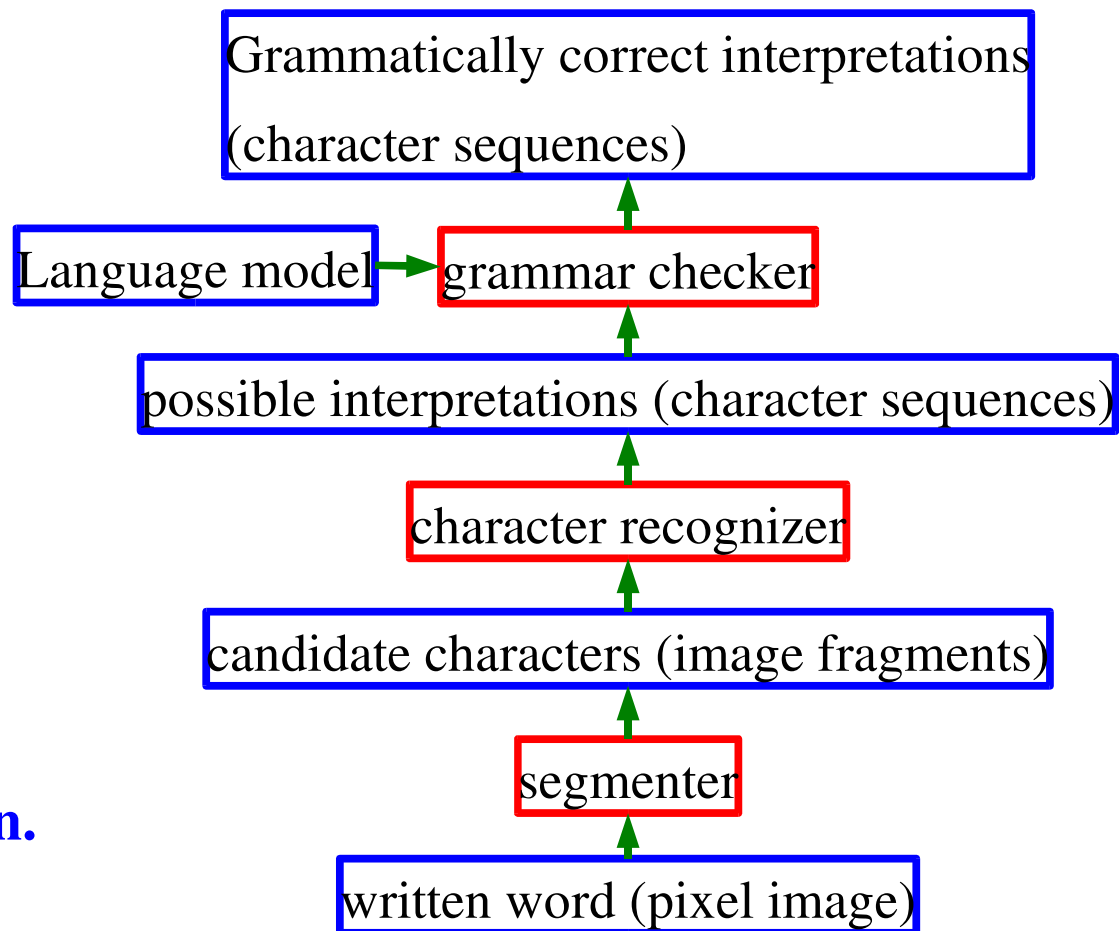 Grammatically correct interpretations
(character sequences)
Language model
grammar checker
possible interpretations (character sequences)
character recognizer
candidate characters (image fragments)
segmenter
n.
written word (pixel image)